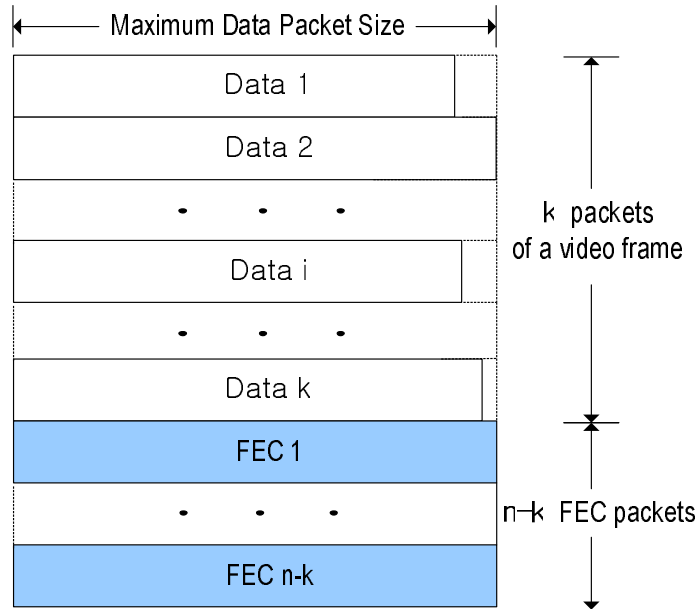 Maximum Data Packet Size
Data 1
Data 2
. . .
Data i
. . .
Data k
k packets
of a video frame
FEC 1
. . .
n-k FEC packets
FEC n-k